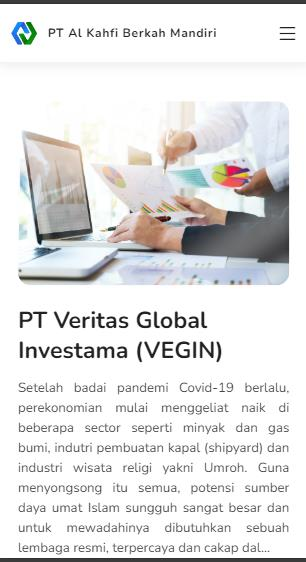 PT Al Kahfi Berkah Mandiri
PT Veritas Global
Investama (VEGIN)
Setelah badai pandemi Covid-19 berlalu,
perekonomian mulai menggeliat naik di
beberapa sector seperti minyak dan gas
bumi, indutri pembuatan kapal (shipyard) dan
industri wisata religi yakni Umroh. Guna
menyongsong itu semua, potensi sumber
daya umat Islam sungguh sangat besar dan
untuk mewadahinya dibutuhkan sebuah
lembaga resmi, terpercaya dan cakap dal...